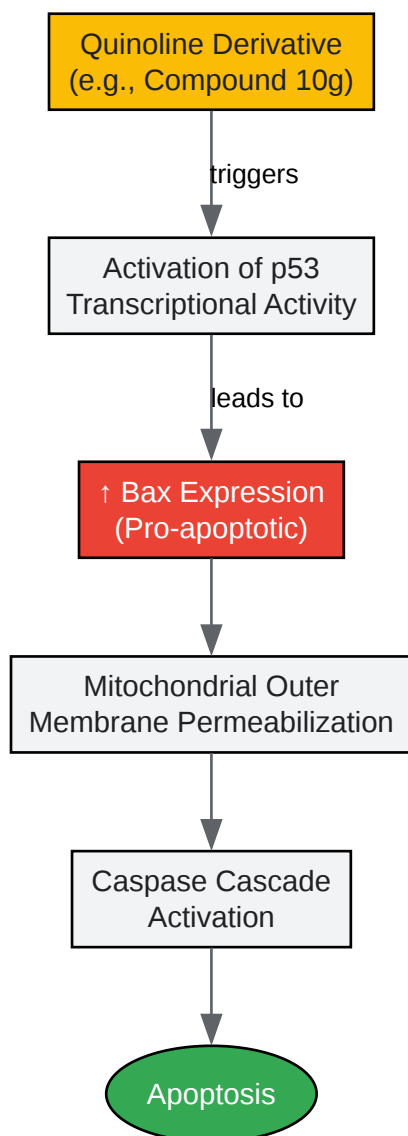 Quinoline Derivative
(e.g., Compound 10g)
triggers
Activation of p53
Transcriptional Activity
leads to
↑ Bax Expression
(Pro-apoptotic)
Mitochondrial Outer
Membrane Permeabilization
Caspase Cascade
Activation
Apoptosis